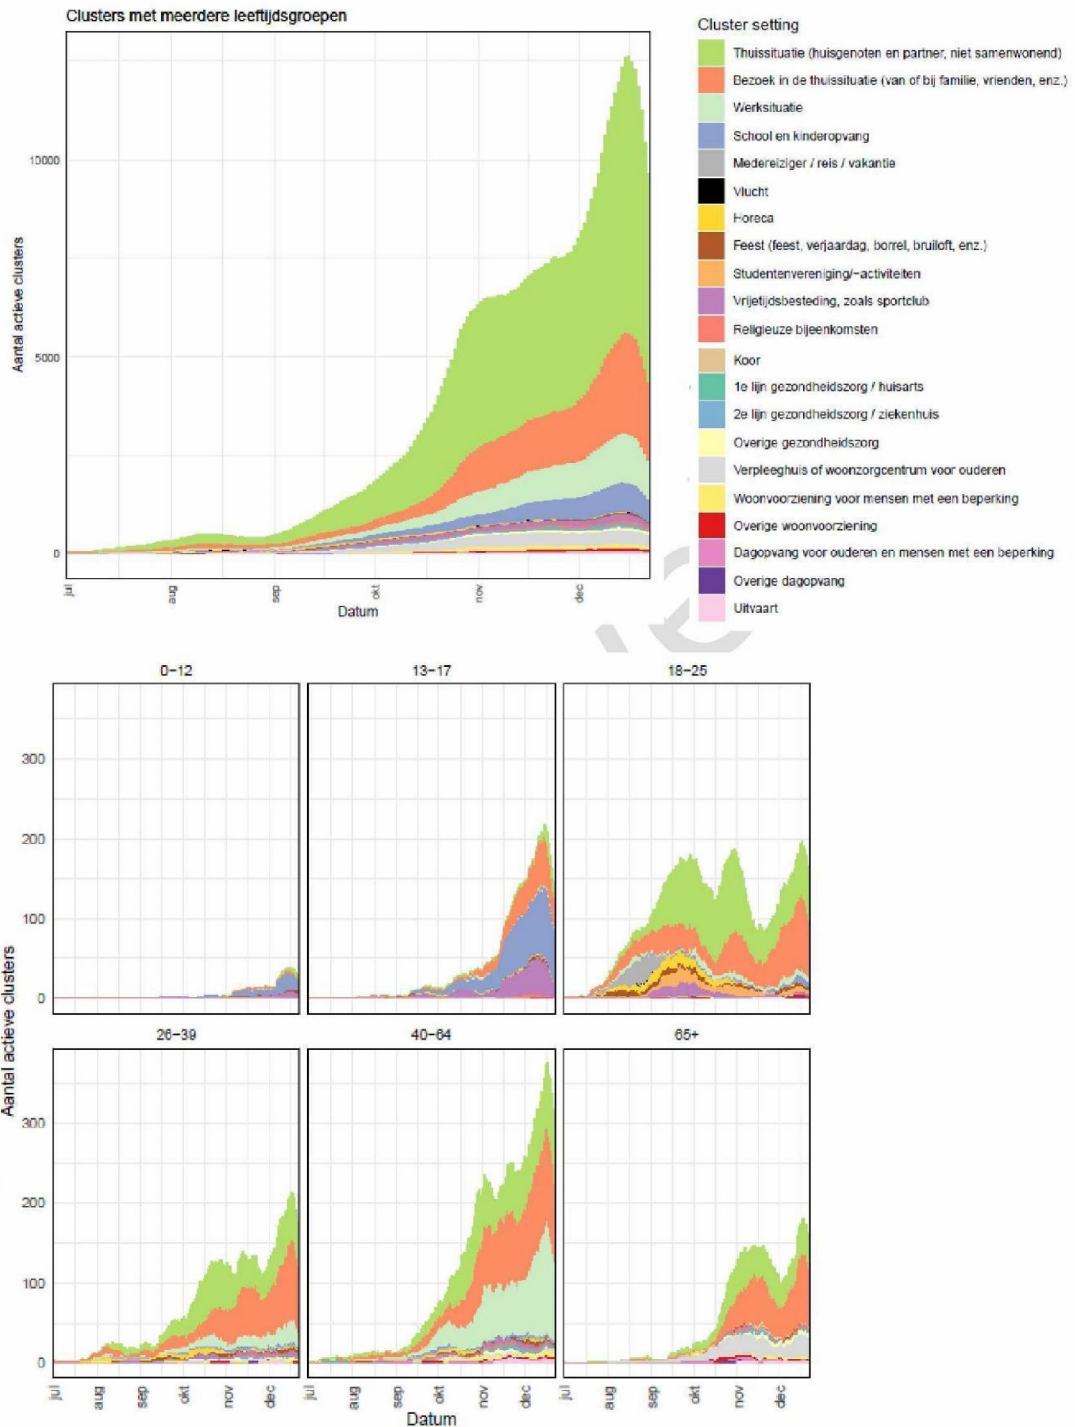 Clusters met meerdere leeftijdsgroepen
Aantal actieve clusters
10000
5000
0
jul
aug
sep
okt
nov
dec
Datum
Cluster setting
Thuissituatie (huisgenoten en partner, niet samenwonend)
Bezoek in de thuissituatie (van of bij familie, vrienden, enz.)
Werksituatie
School en kinderopvang
Medereiziger / reis / vakantie
Vlucht
Horeca
Feest (feest, verjaardag, borrel, bruiloft, enz.)
Studentenvereniging/-activiteiten
Vrijetijdsbesteding, zoals sportclub
Religieuze bijeenkomsten
Koor
1e lijn gezondheidszorg / huisarts
2e lijn gezondheidszorg / ziekenhuis
Overige gezondheidszorg
Verpleeghuis of woonzorgcentrum voor ouderen
Woonvoorziening voor mensen met een beperking
Overige woonvoorziening
Dagopvang voor ouderen en mensen met een beperking
Overige dagopvang
Uitvaart
Aantal actieve clusters
0-12
13-17
18-25
300
200
100
0
26-39
40-64
65+
300
200
100
0
jul
aug
sep
okt
nov
dec
jul
aug
sep
okt
nov
dec
jul
aug
sep
okt
nov
dec
Datum